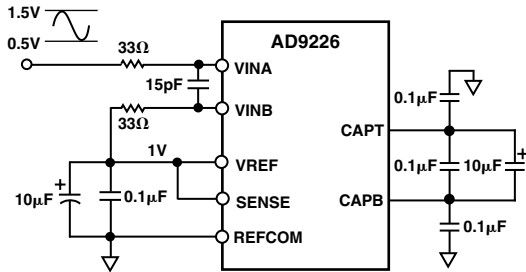 1.5V
0.5V
33Ω
15pF
33Ω
1V
10μF
+
0.1μF
AD9226
VINA
VINB
VREF
SENSE
REFCOM
CAPT
CAPB
0.1μF
0.1μF
10μF
+
0.1μF